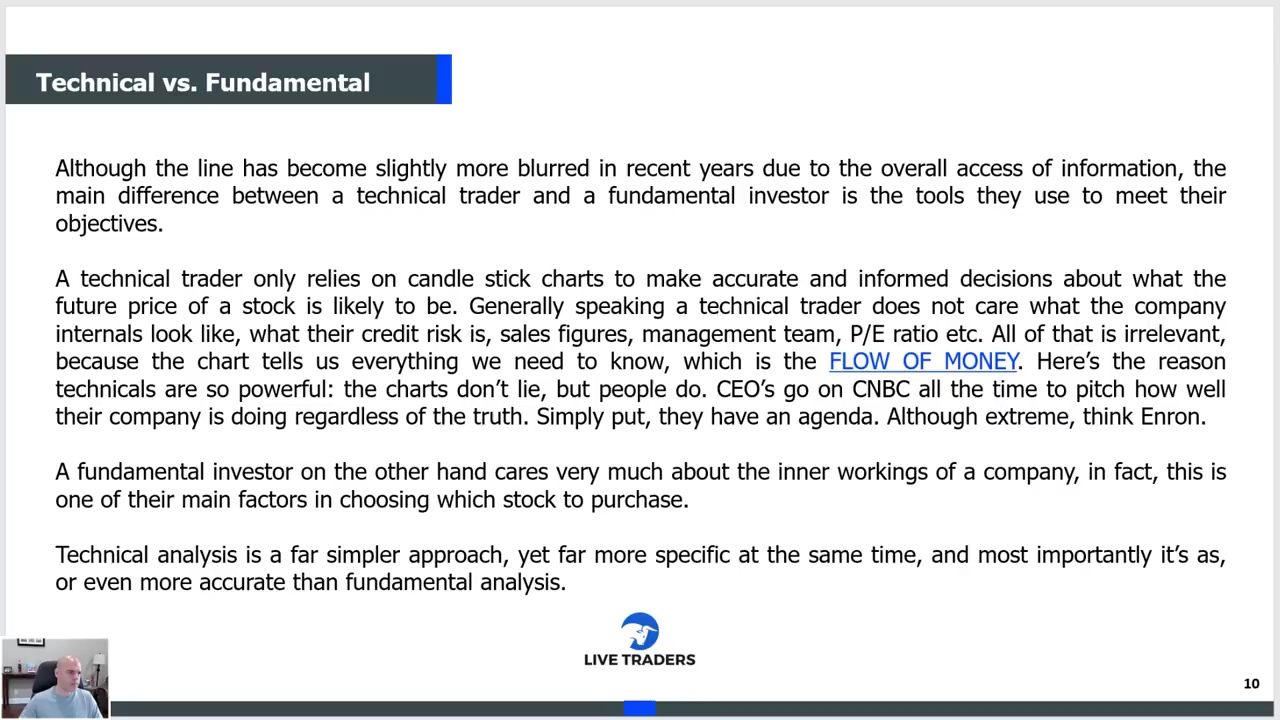 Technical vs. Fundamental
Although the line has become slightly more blurred in recent years due to the overall access of information, the
main difference between a technical trader and a fundamental investor is the tools they use to meet their
objectives.
A technical trader only relies on candle stick charts to make accurate and informed decisions about what the
future price of a stock is likely to be. Generally speaking a technical trader does not care what the company
internals look like, what their credit risk is, sales figures, management team, P/E ratio etc. All of that is irrelevant,
because the chart tells us everything we need to know, which is the FLOW OF MONEY. Here’s the reason
technicals are so powerful: the charts don’t lie, but people do. CEO’s go on CNBC all the time to pitch how well
their company is doing regardless of the truth. Simply put, they have an agenda. Although extreme, think Enron.
A fundamental investor on the other hand cares very much about the inner workings of a company, in fact, this is
one of their main factors in choosing which stock to purchase.
Technical analysis is a far simpler approach, yet far more specific at the same time, and most importantly it’s as,
or even more accurate than fundamental analysis.
LIVE TRADERS
10